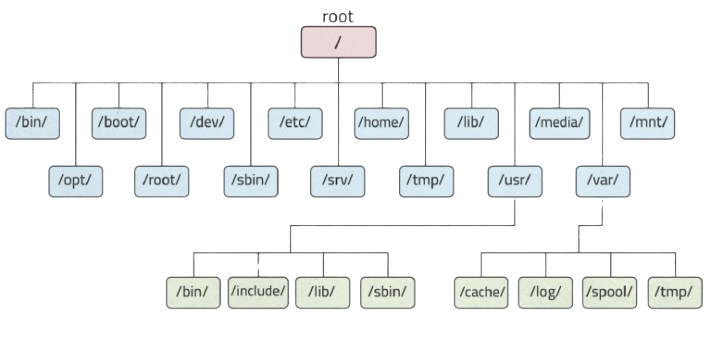 root
/
/bin/ /boot/ /dev/ /etc/ /home/ /lib/ /media/ /mnt/
/opt/ /root/ /sbin/ /srv/ /tmp/ /usr/ /var/
/bin/ /include/ /lib/ /sbin/ /cache/ /log/ /spool/ /tmp/